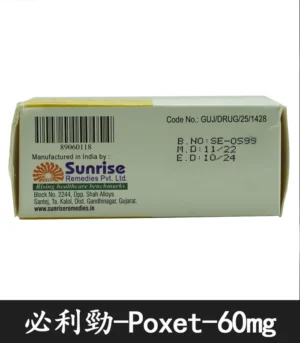 Code No.: GUJ/DRUG/25/1428
89060118
B.NO: SE-0599
M.D: 11/22
E.D: 10/24
Manufactured in India by :
Sunrise
Remedies Pvt. Ltd.
Rising healthcare benchmarks
Block No. 2244, Opp. Shah Alloys
Santej, Ta. Kalol, Dist. Gandhinagar, Gujarat.
www.sunriseremedies.in
必利勁-Poxet-60mg